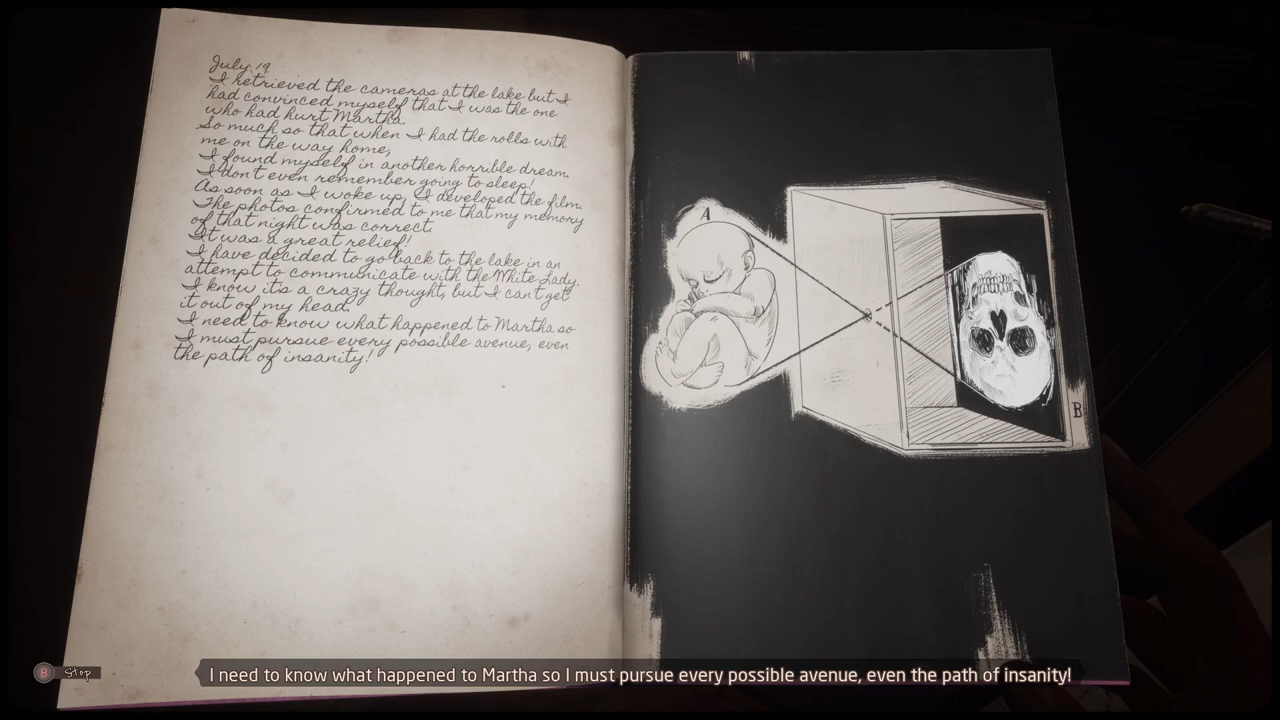 July 19
I retrieved the cameras at the lake but I
had convinced myself that I was the one
who had hurt Martha
So much so that when I had the rolls with
me on the way home,
I found myself in another horrible dream.
I don't even remember going to sleep!
As soon as I woke up, I developed the film.
The photos confirmed to me that my memory
of that night was correct.
It was a great relief!
I have decided to go back to the lake in an
attempt to communicate with the White Lady.
I know its a crazy thought, but I can't get
it out of my head.
I need to know what happened to Martha so
I must pursue every possible avenue, even
the path of insanity!
A
B
B Stop
I need to know what happened to Martha so I must pursue every possible avenue, even the path of insanity!